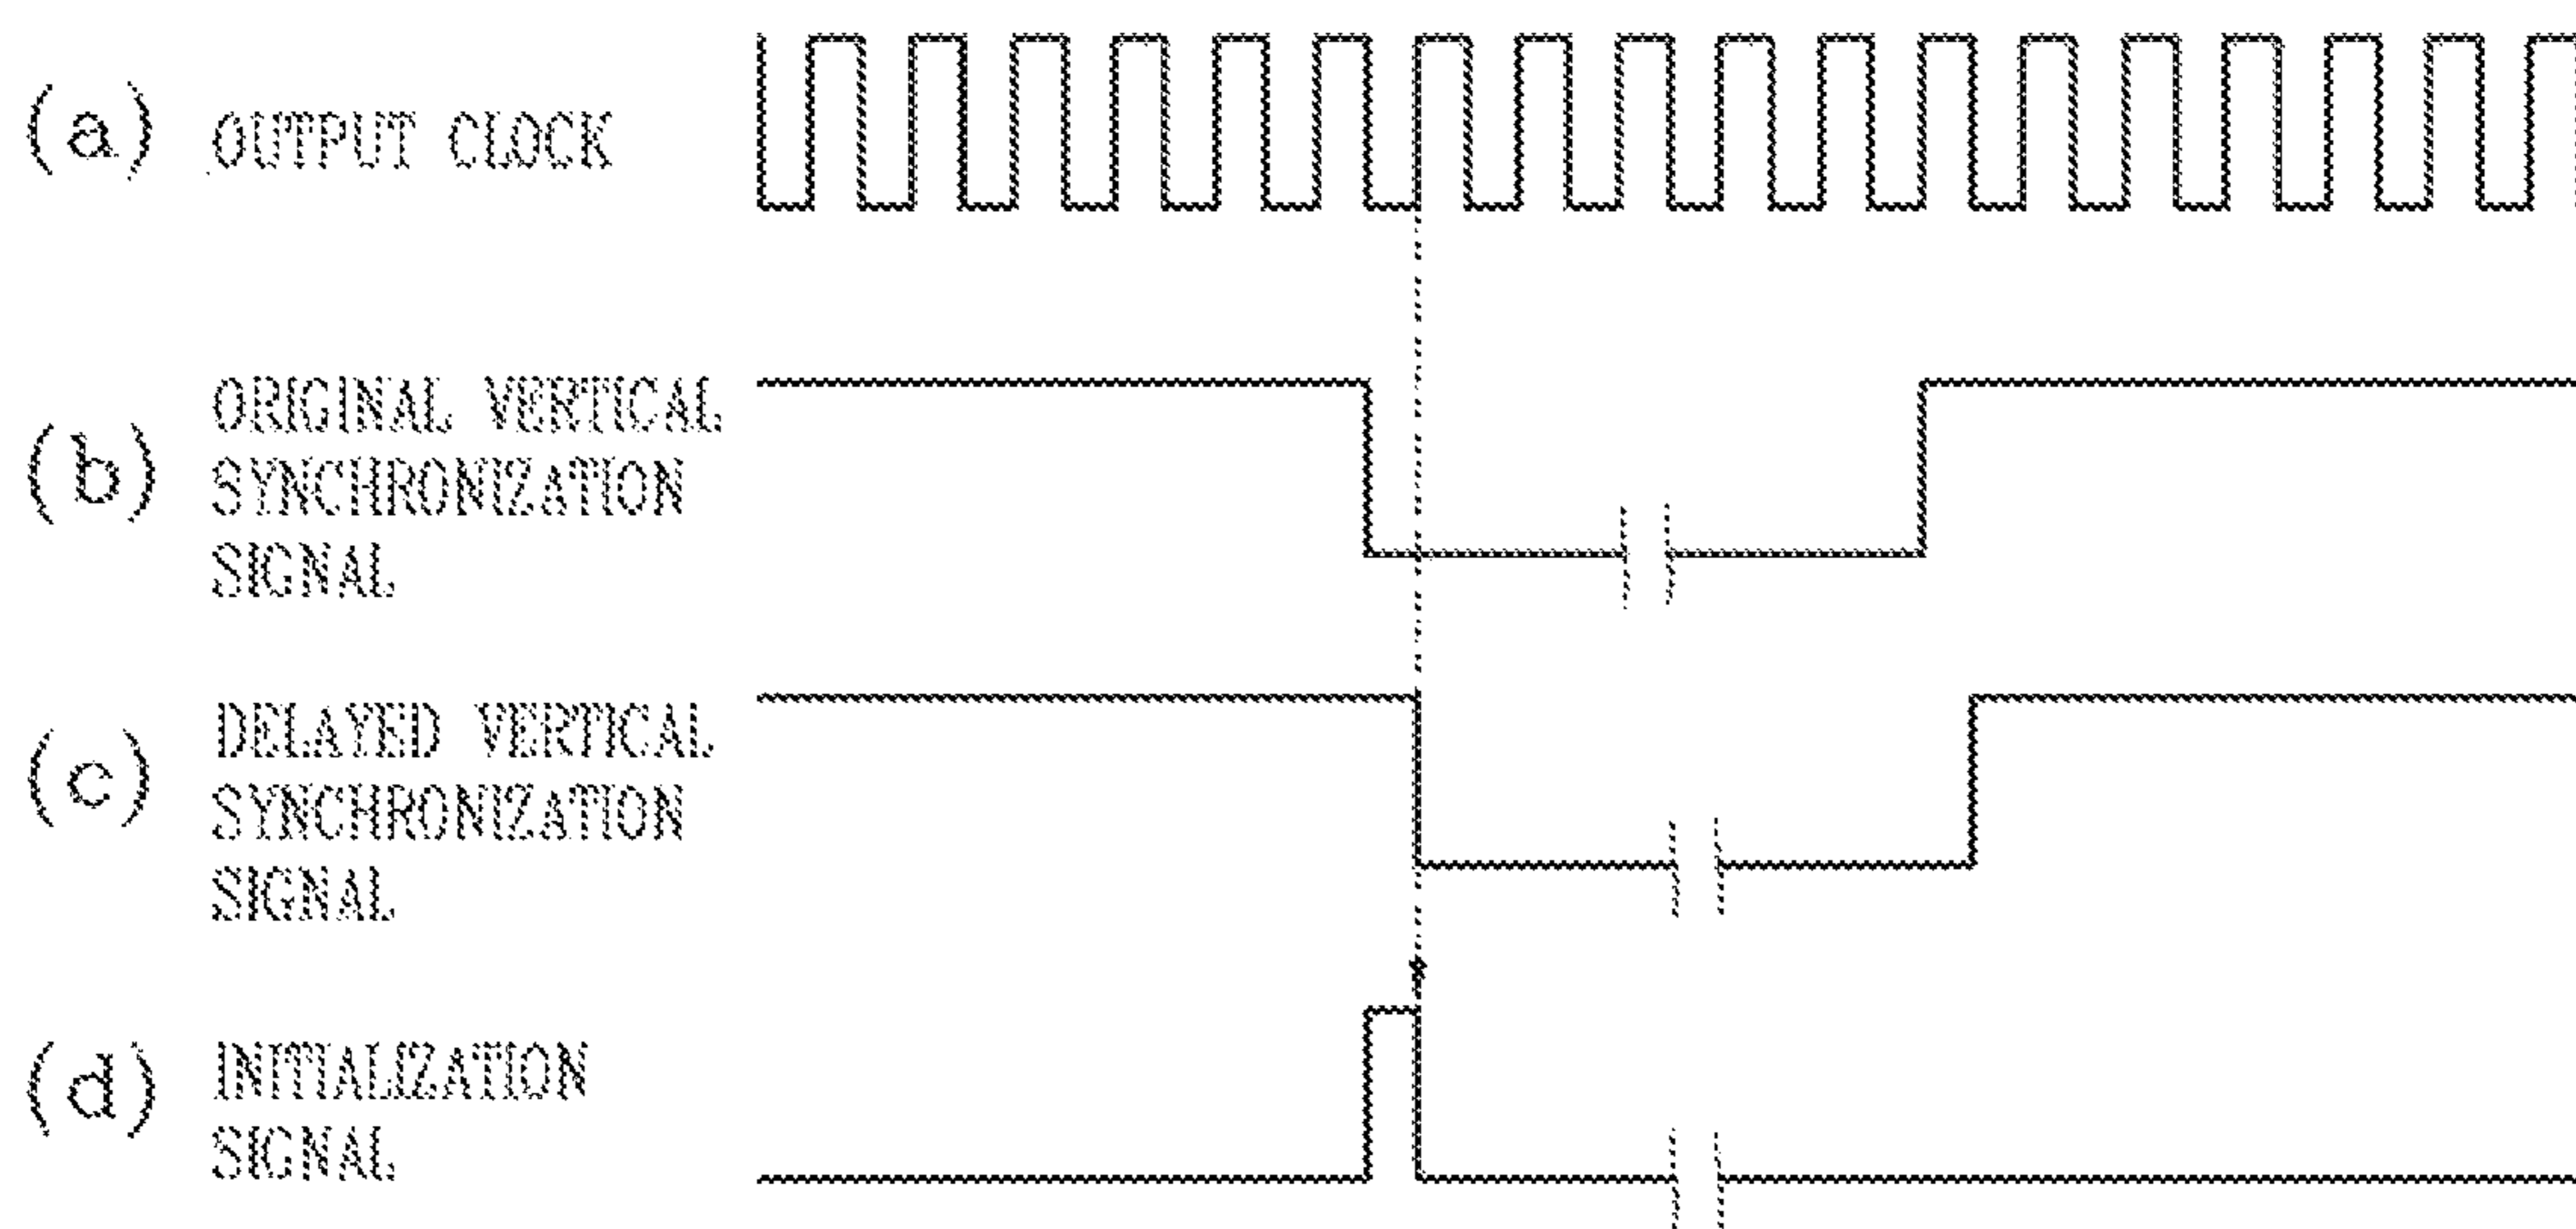 (a) OUTPUT CLOCK
(b) ORIGINAL VERTICAL
SYNCHRONIZATION
SIGNAL
(c) DELAYED VERTICAL
SYNCHRONIZATION
SIGNAL
(d) INITIALIZATION
SIGNAL